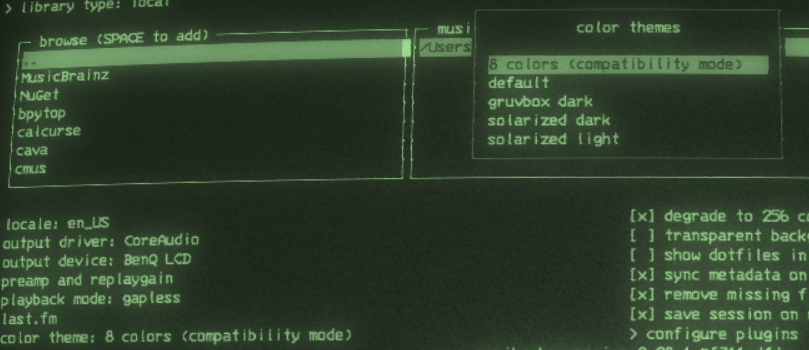 > library type: local
browse (SPACE to add)
..
MusicBrainz
NuGet
bpytop
calcurse
cava
cmus
musi
/Users
color themes
8 colors (compatibility mode)
default
gruvbox dark
solarized dark
solarized light
locale: en_US
output driver: CoreAudio
output device: BenQ LCD
preamp and replaygain
playback mode: gapless
last.fm
color theme: 8 colors (compatibility mode)
[x] degrade to 256 co
[ ] transparent back
[ ] show dotfiles in
[x] sync metadata on
[x] remove missing f
[x] save session on
> configure plugins